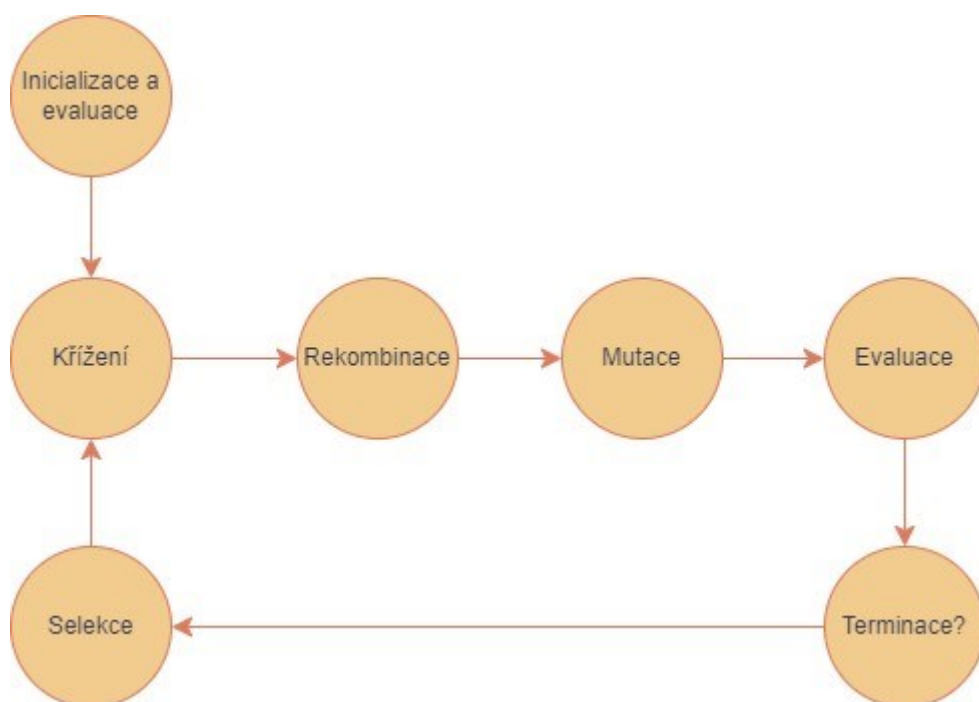 Inicializace a
evaluace
Křížení
Rekombinace
Mutace
Evaluace
Selekce
Terminace?